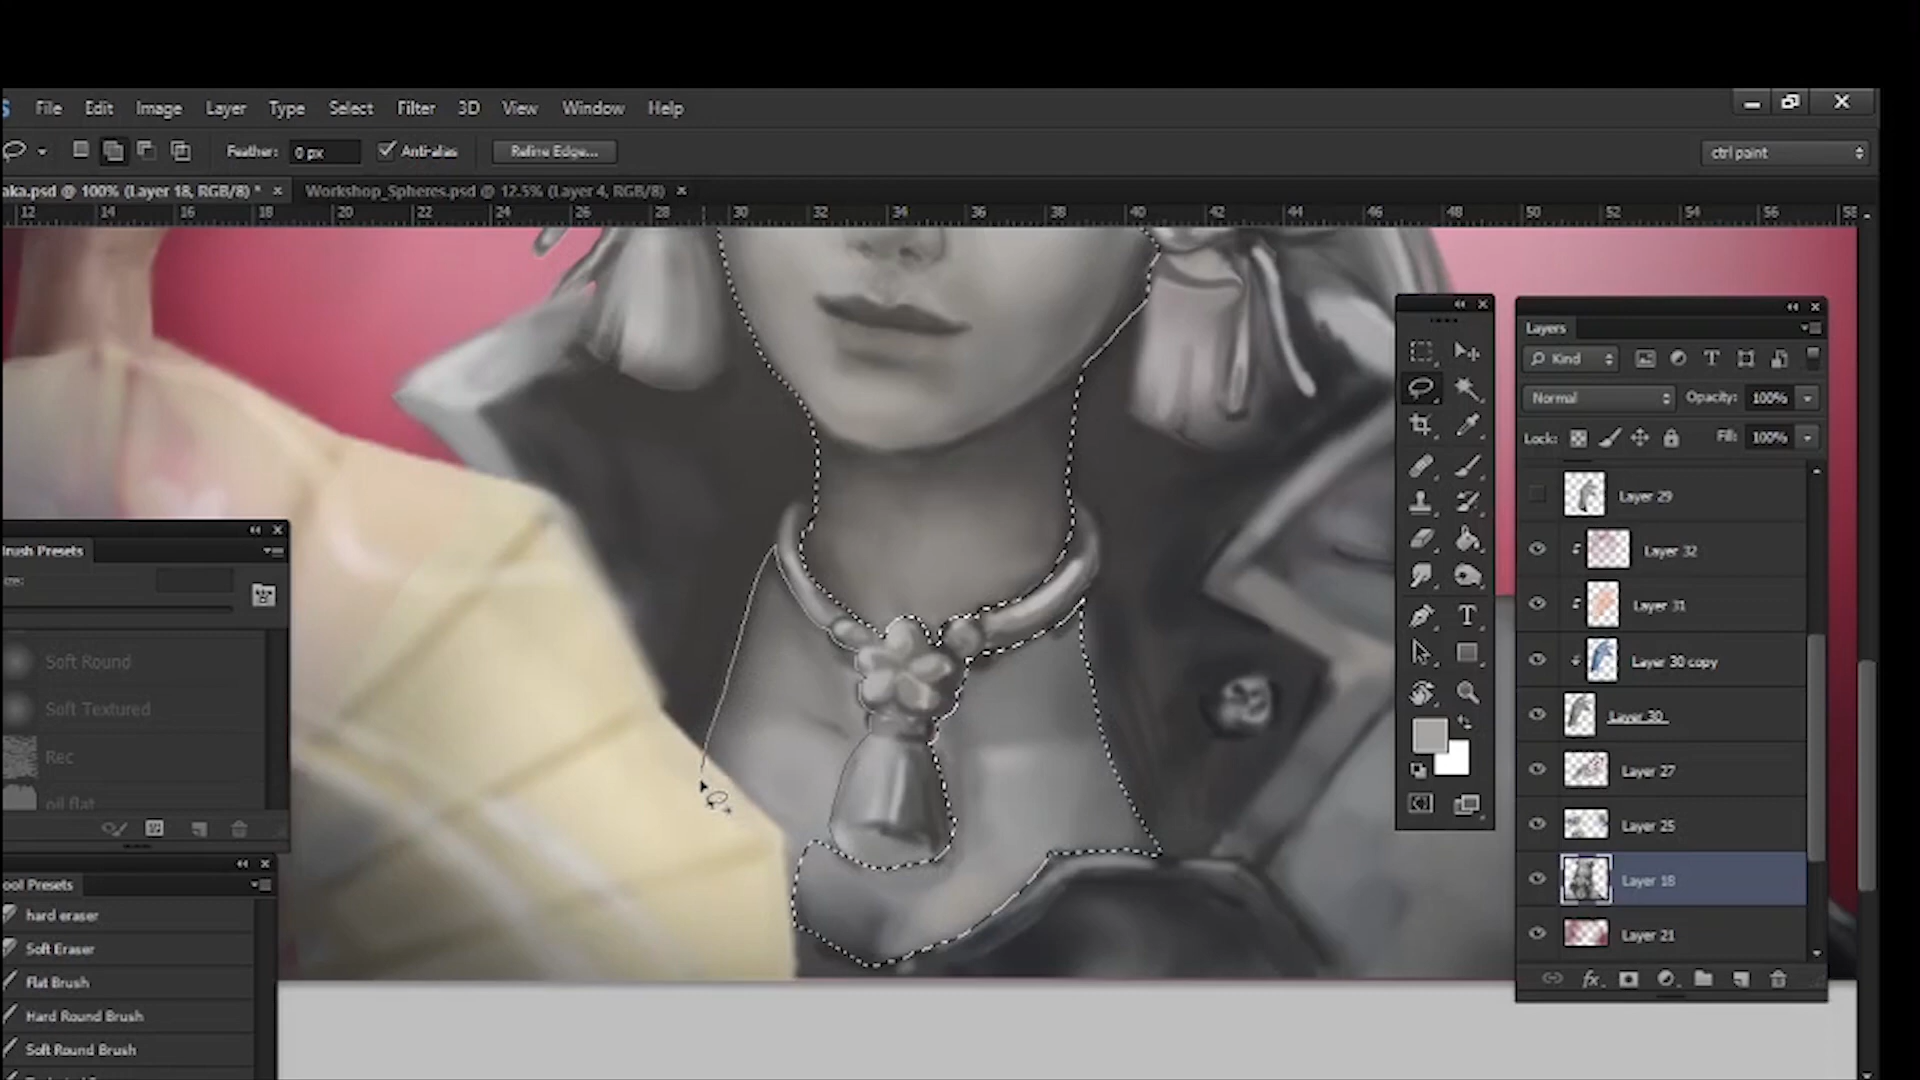 File Edit Image Layer Type Select Filter 3D View Window Help
Feather: 0 px Anti-alias Refine Edge... ctrl paint
aka.psd @ 100% (Layer 18, RGB/8) * × Workshop_Spheres.psd @ 12.5% (Layer 4, RGB/8) ×
12 14 16 18 20 22 24 26 28 30 32 34 36 38 40 42 44 46 48 50 52 54 56 58
Layers
Kind
Normal Opacity: 100%
Lock: Fill: 100%
Layer 29
Layer 32
Layer 31
Layer 30 copy
Layer 30
Layer 27
Layer 25
Layer 18
Layer 21
Brush Presets
Soft Round
Soft Textured
Rec
oil flat
ool Presets
hard eraser
Soft Eraser
Flat Brush
Hard Round Brush
Soft Round Brush